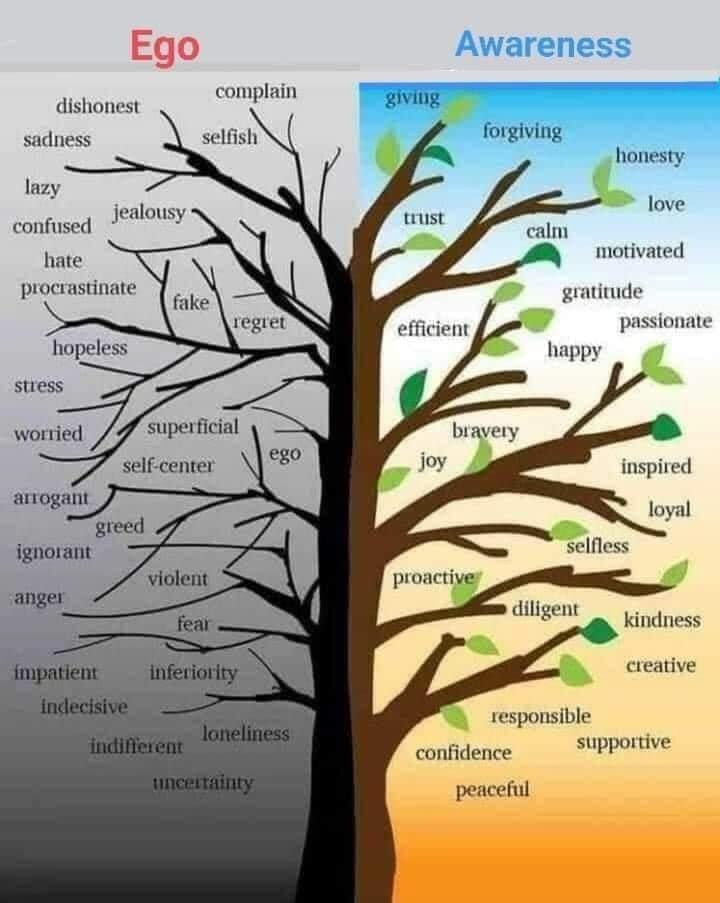 Ego
Awareness
complain
dishonest
selfish
sadness
lazy
jealousy
confused
hate
procrastinate
fake
regret
hopeless
stress
superficial
worried
ego
self-center
arrogant
greed
ignorant
violent
anger
fear
impatient
inferiority
indecisive
loneliness
indifferent
uncertainty
giving
forgiving
honesty
love
trust
calm
motivated
gratitude
passionate
efficient
happy
bravery
joy
inspired
loyal
selfless
proactive
diligent
kindness
creative
responsible
supportive
confidence
peaceful